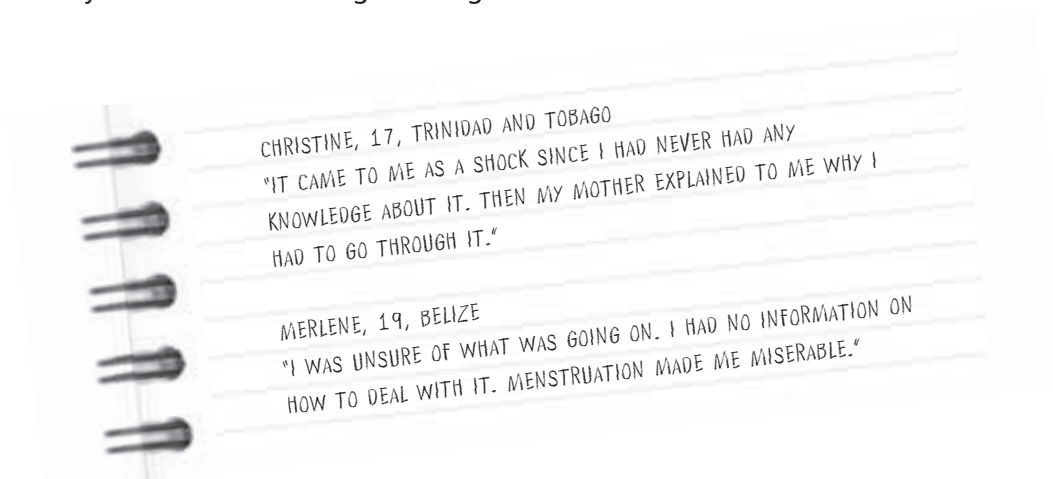 CHRISTINE, 17, TRINIDAD AND TOBAGO
"IT CAME TO ME AS A SHOCK SINCE I HAD NEVER HAD ANY
KNOWLEDGE ABOUT IT. THEN MY MOTHER EXPLAINED TO ME WHY I
HAD TO GO THROUGH IT."
MERLENE, 19, BELIZE
"I WAS UNSURE OF WHAT WAS GOING ON. I HAD NO INFORMATION ON
HOW TO DEAL WITH IT. MENSTRUATION MADE ME MISERABLE."